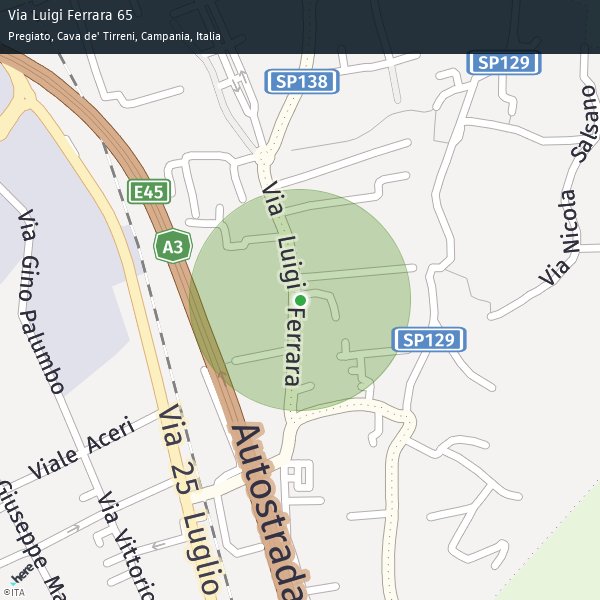 Via Luigi Ferrara 65
Pregiato, Cava de' Tirreni, Campania, Italia
SP129
SP138
Salsano
Via Nicola
E45
Via Luigi Ferrara
A3
Via Gino Palumbo
SP129
Viale Aceri
Via 25 Luglio
Autostrada
Via Vittorio
Giuseppe Ma
here
©ITA